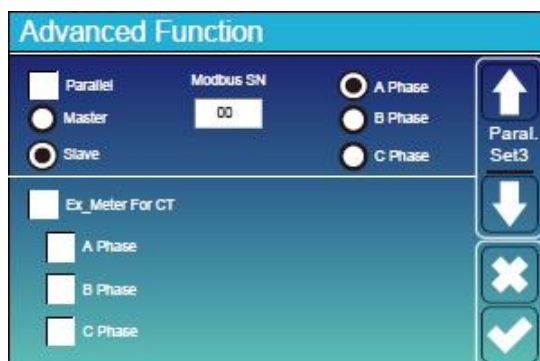 Advanced Function
Parallel
Master
Slave
Modbus SN
00
A Phase
B Phase
C Phase
Paral.
Set3
Ex_Meter For CT
A Phase
B Phase
C Phase